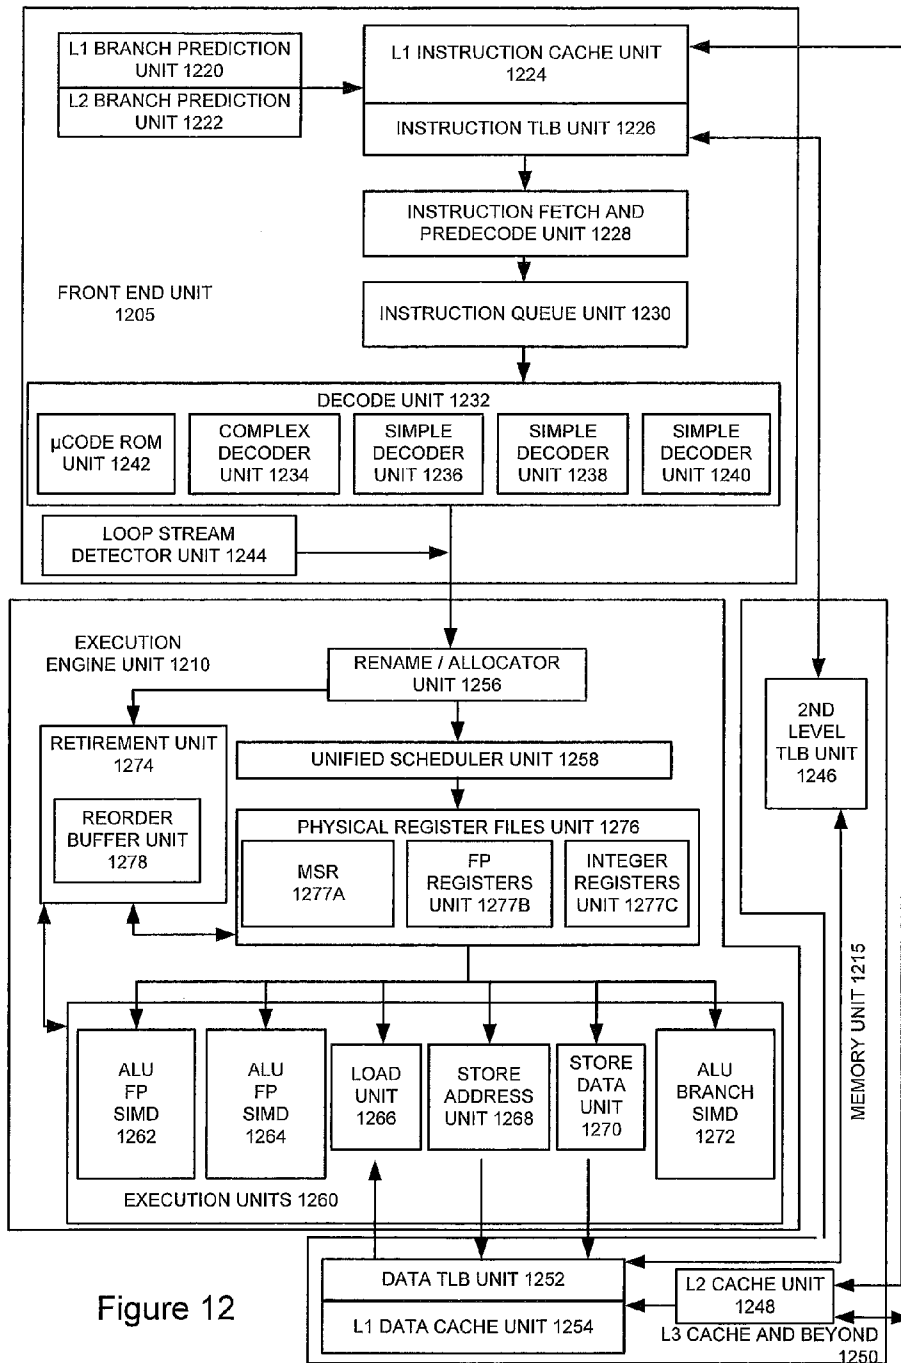 L1 BRANCH PREDICTION
UNIT 1220
L2 BRANCH PREDICTION
UNIT 1222
L1 INSTRUCTION CACHE UNIT
1224
INSTRUCTION TLB UNIT 1226
INSTRUCTION FETCH AND
PREDECODE UNIT 1228
FRONT END UNIT
1205
INSTRUCTION QUEUE UNIT 1230
DECODE UNIT 1232
µCODE ROM
UNIT 1242
COMPLEX
DECODER
UNIT 1234
SIMPLE
DECODER
UNIT 1236
SIMPLE
DECODER
UNIT 1238
SIMPLE
DECODER
UNIT 1240
LOOP STREAM
DETECTOR UNIT 1244
EXECUTION
ENGINE UNIT 1210
RENAME / ALLOCATOR
UNIT 1256
2ND
LEVEL
TLB UNIT
1246
RETIREMENT UNIT
1274
UNIFIED SCHEDULER UNIT 1258
REORDER
BUFFER UNIT
1278
PHYSICAL REGISTER FILES UNIT 1276
MSR
1277A
FP
REGISTERS
UNIT 1277B
INTEGER
REGISTERS
UNIT 1277C
MEMORY UNIT 1215
ALU
FP
SIMD
1262
ALU
FP
SIMD
1264
LOAD
UNIT
1266
STORE
ADDRESS
UNIT 1268
STORE
DATA
UNIT
1270
ALU
BRANCH
SIMD
1272
EXECUTION UNITS 1260
DATA TLB UNIT 1252
L1 DATA CACHE UNIT 1254
L2 CACHE UNIT
1248
L3 CACHE AND BEYOND
1250
Figure 12